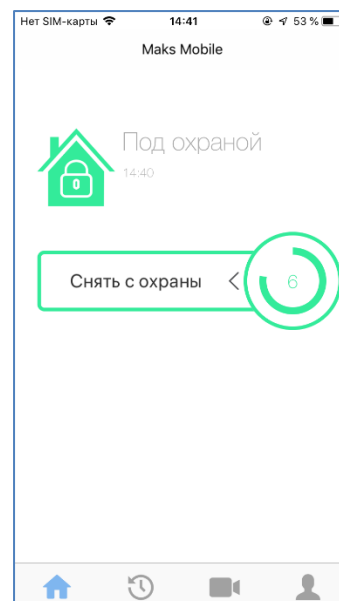 Нет SIM-карты 14:41 53 %
Maks Mobile
Под охраной
14:40
Снять с охраны < 6